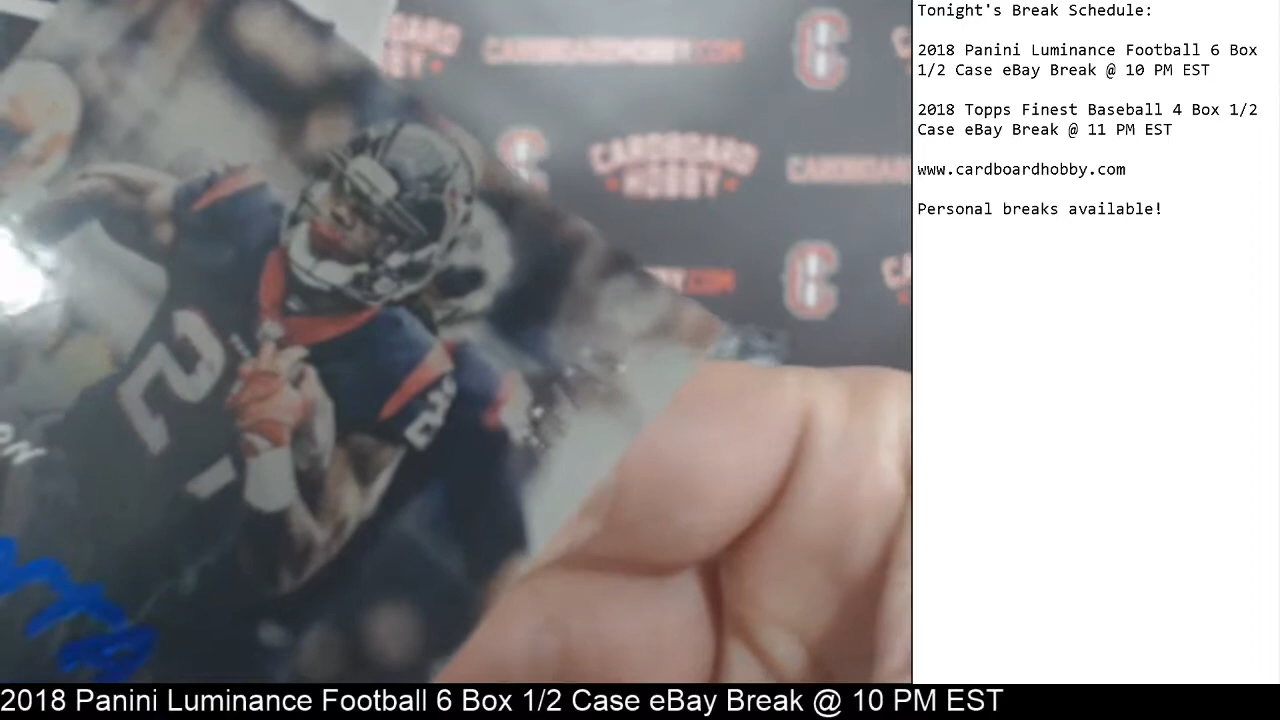 CARDBOARDHOBBY.COM
CARDBOARD
HOBBY
C
C
C
2
Tonight's Break Schedule:
2018 Panini Luminance Football 6 Box
1/2 Case eBay Break @ 10 PM EST
2018 Topps Finest Baseball 4 Box 1/2
Case eBay Break @ 11 PM EST
www.cardboardhobby.com
Personal breaks available!
2018 Panini Luminance Football 6 Box 1/2 Case eBay Break @ 10 PM EST